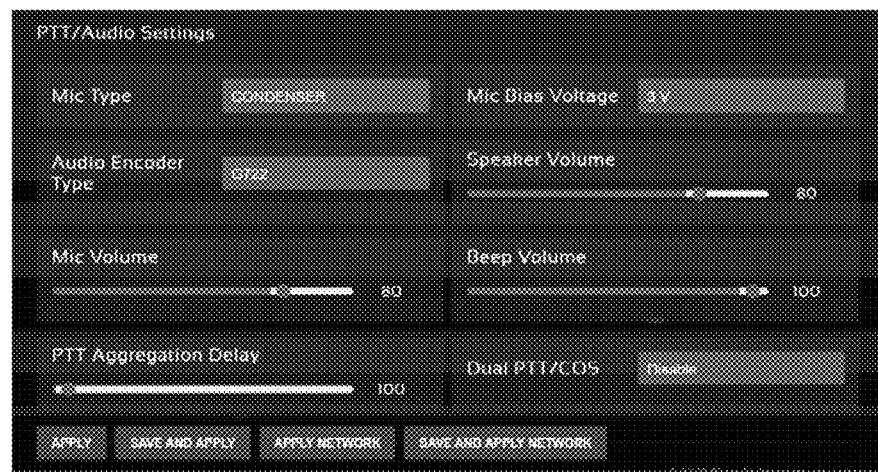 PTT/Audio Settings
Mic Type CONDENSER Mic Bias Voltage 3 V
Audio Encoder Type G722 Speaker Volume 80
Mic Volume 80 Beep Volume 100
PTT Aggregation Delay 100 Dual PTT/COS Disable
APPLY SAVE AND APPLY APPLY NETWORK SAVE AND APPLY NETWORK